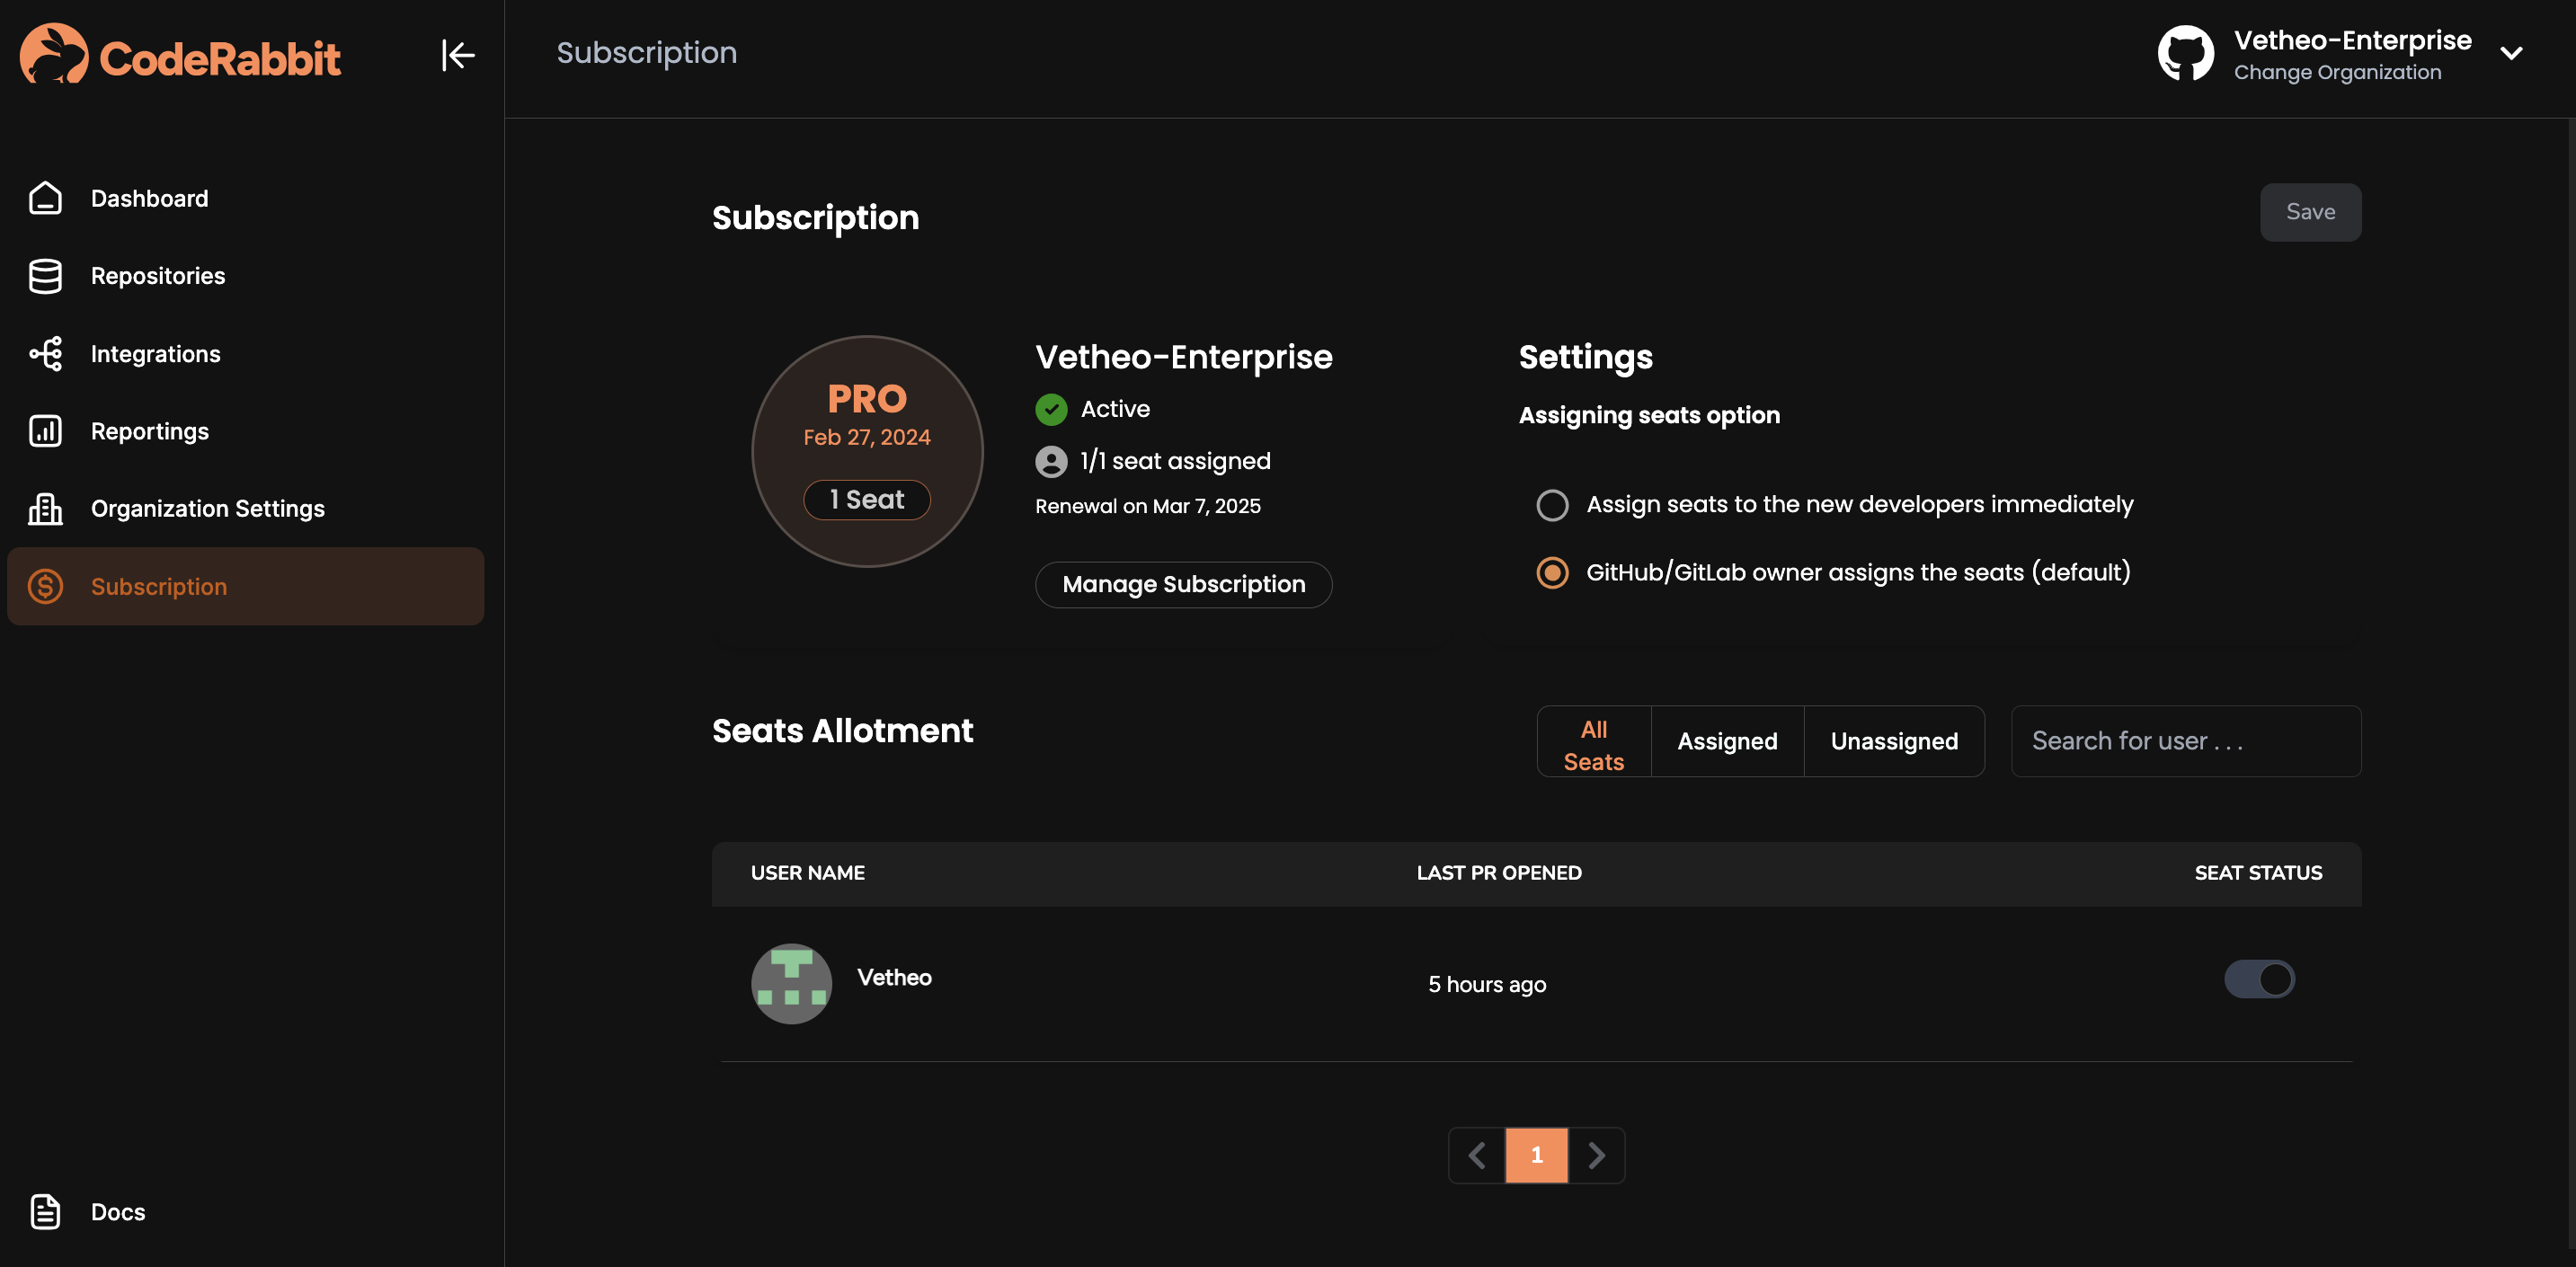 CodeRabbit
Subscription
Vetheo-Enterprise
Change Organization
Dashboard
Repositories
Integrations
Reportings
Organization Settings
Subscription
Docs
Subscription
Save
PRO
Feb 27, 2024
1 Seat
Vetheo-Enterprise
Active
1/1 seat assigned
Renewal on Mar 7, 2025
Manage Subscription
Settings
Assigning seats option
Assign seats to the new developers immediately
GitHub/GitLab owner assigns the seats (default)
Seats Allotment
All
Seats
Assigned
Unassigned
Search for user . . .
USER NAME
LAST PR OPENED
SEAT STATUS
Vetheo
5 hours ago
1